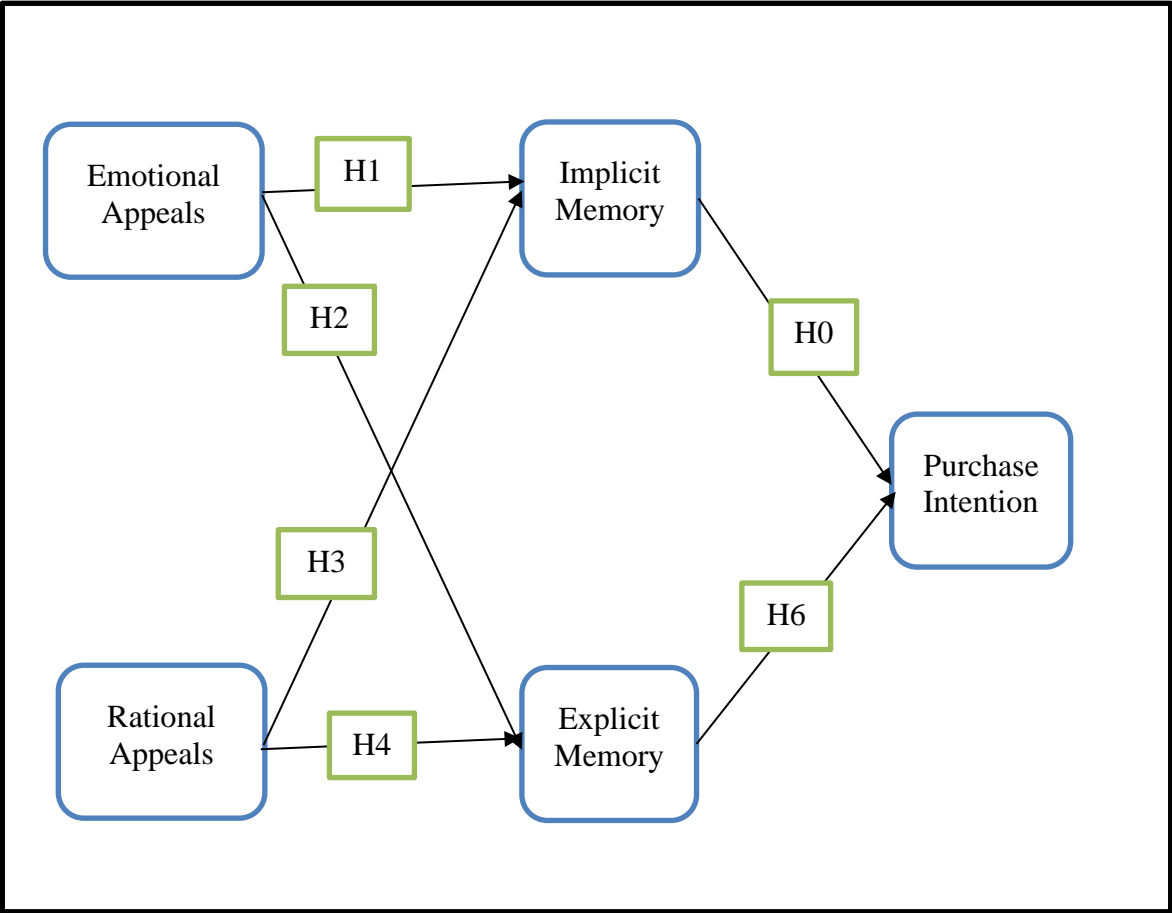 Emotional
Appeals
H1
Implicit
Memory
H2
H0
Purchase
Intention
H3
H6
Rational
Appeals
H4
Explicit
Memory